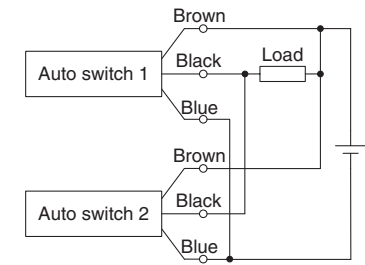 Brown
Auto switch 1
Black
Load
Blue
Brown
Auto switch 2
Black
Blue